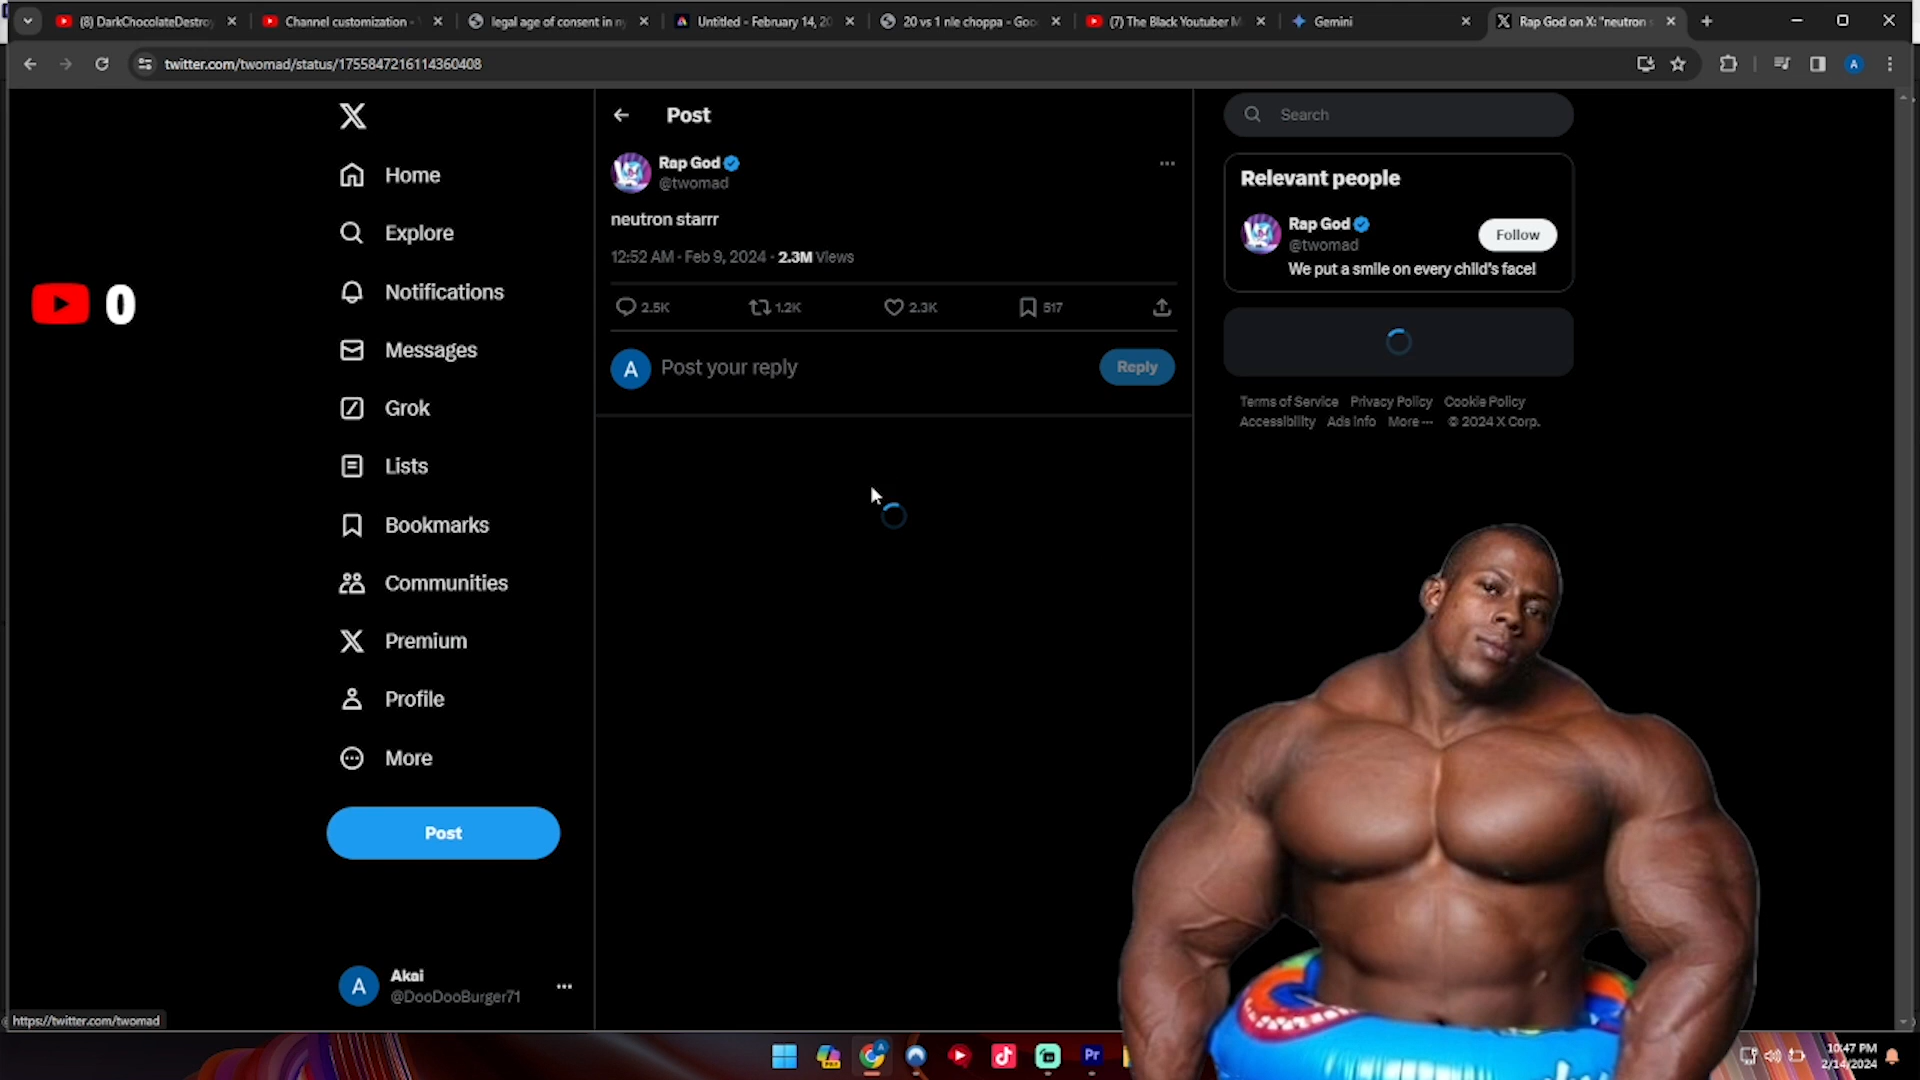 (8) DarkChocolateDestroy
Channel customization -
legal age of consent in ny
Untitled - February 14, 20
20 vs 1 nle choppa - Goo
(7) The Black Youtuber M
Gemini
Rap God on X: "neutron s
twitter.com/twomad/status/1755847216114360408
A
Home
Explore
Notifications
Messages
Grok
Lists
Bookmarks
Communities
Premium
Profile
More
Post
A
Akai
@DooDooBurger71
https://twitter.com/twomad
0
Post
Rap God
@twomad
neutron starrr
12:52 AM · Feb 9, 2024 · 2.3M Views
2.5K 1.2K 2.3K 517
A
Post your reply
Reply
Search
Relevant people
Rap God
@twomad
Follow
We put a smile on every child's face!
Terms of Service Privacy Policy Cookie Policy
Accessibility Ads info More ··· © 2024 X Corp.
Pr
10:47 PM
2/14/2024